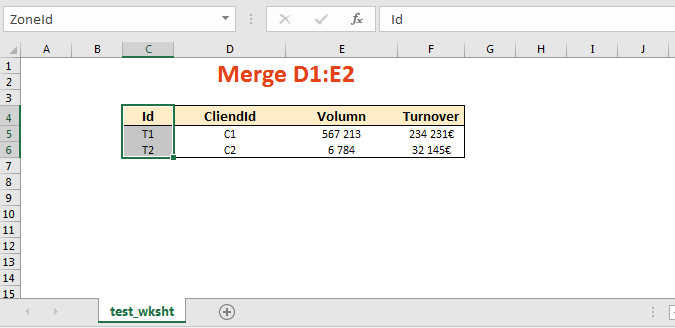 ZoneId fx Id
A B C D E F G H I J
1
2 Merge D1:E2
3
4 Id CliendId Volumn Turnover
5 T1 C1 567 213 234 231€
6 T2 C2 6 784 32 145€
7
8
9
10
11
12
13
14
15
test_wksht